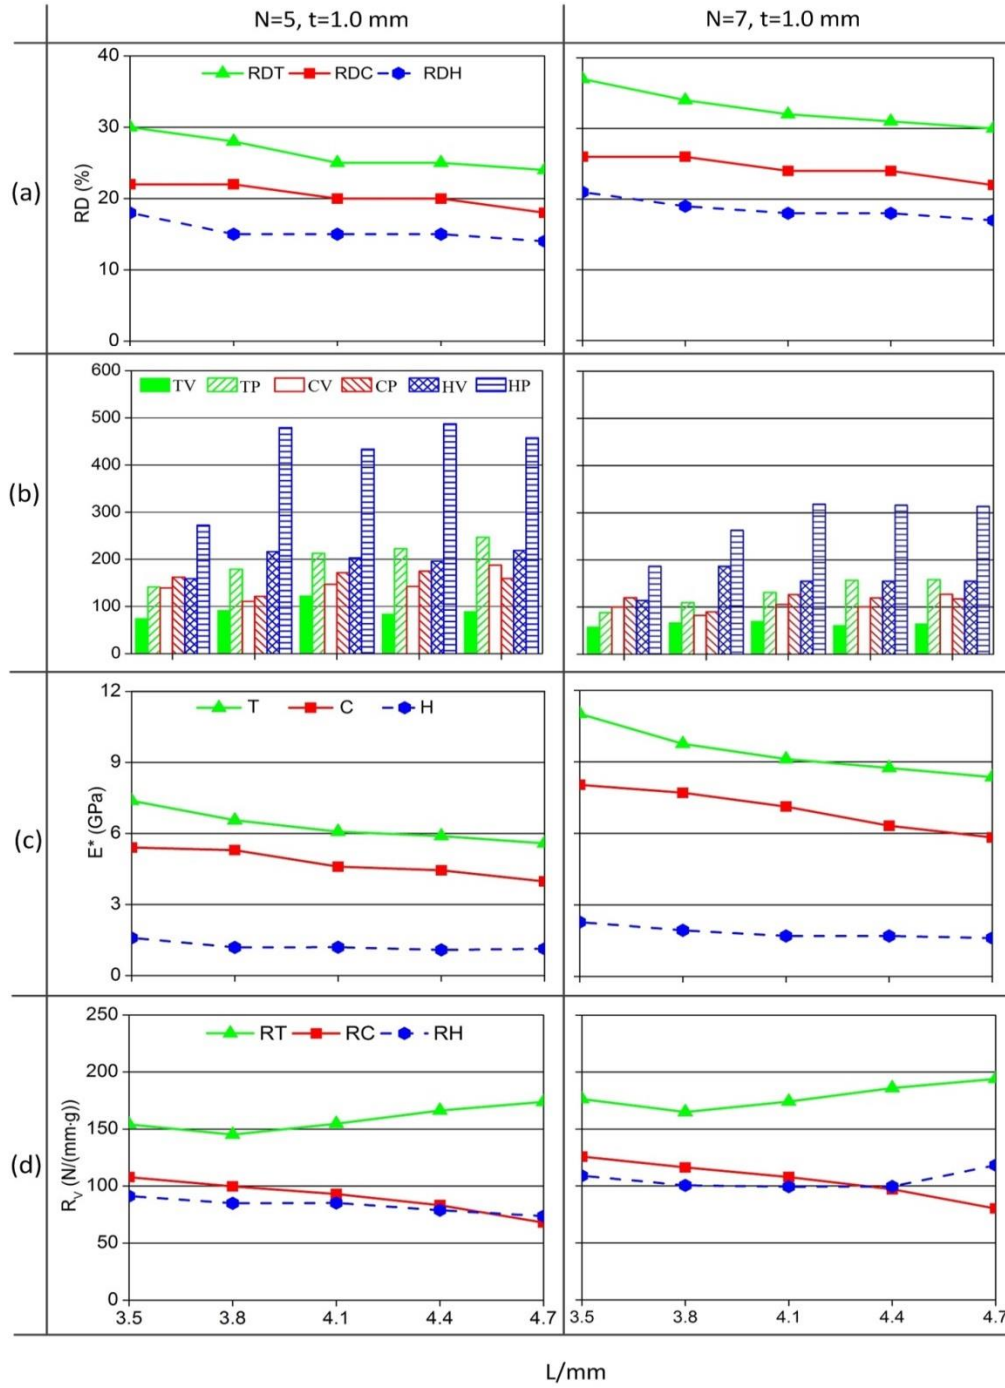 N=5, t=1.0 mm N=7, t=1.0 mm
(a)
RD (%)
40
30
20
10
0
RDT RDC RDH
(b)
600
500
400
300
200
100
0
TV TP CV CP HV HP
(c)
E* (GPa)
12
9
6
3
0
T C H
(d)
R_V (N/(mm·g))
250
200
150
100
50
0
RT RC RH
3.5 3.8 4.1 4.4 4.7 3.5 3.8 4.1 4.4 4.7
L/mm